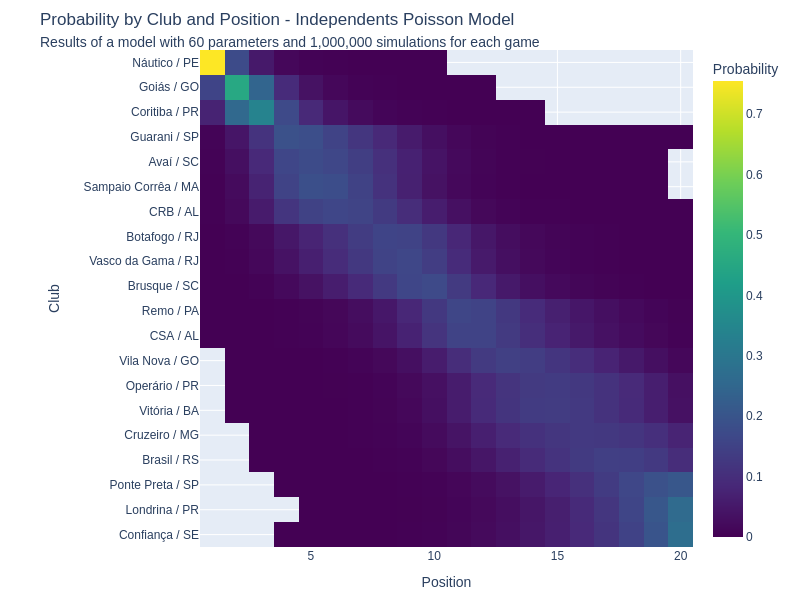 Probability by Club and Position - Independents Poisson Model
Results of a model with 60 parameters and 1,000,000 simulations for each game
Probability
Náutico / PE
Goiás / GO
Coritiba / PR
Guarani / SP
Avaí / SC
Sampaio Corrêa / MA
CRB / AL
Botafogo / RJ
Vasco da Gama / RJ
Brusque / SC
Remo / PA
CSA / AL
Vila Nova / GO
Operário / PR
Vitória / BA
Cruzeiro / MG
Brasil / RS
Ponte Preta / SP
Londrina / PR
Confiança / SE
Club
5
10
15
20
Position
0.7
0.6
0.5
0.4
0.3
0.2
0.1
0